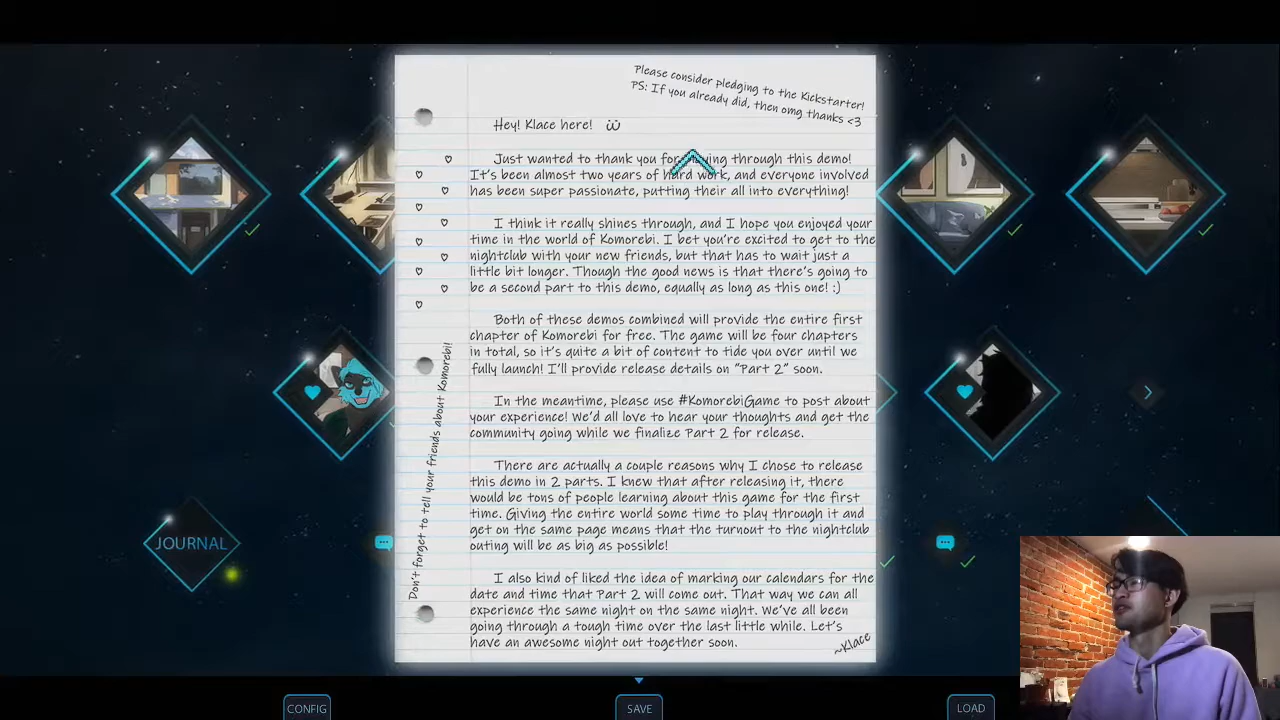 Please consider pledging to the Kickstarter!
PS: If you already did, then omg thanks <3
Hey! Klace here!
Just wanted to thank you for through this demo!
It's been almost two years of hard work, and everyone involved
has been super passionate, putting their all into everything!
I think it really shines through, and I hope you enjoyed your
time in the world of Komorebi. I bet you're excited to get to the
nightclub with your new friends, but that has to wait just a
little bit longer. Though the good news is that there's going to
be a second part to this demo, equally as long as this one! :)
Both of these demos combined will provide the entire first
chapter of Komorebi for free. The game will be four chapters
in total, so it's quite a bit of content to tide you over until we
fully launch! I'll provide release details on "Part 2" soon.
In the meantime, please use #KomorebiGame to post about
your experience! We'd all love to hear your thoughts and get the
community going while we finalize Part 2 for release.
There are actually a couple reasons why I chose to release
this demo in 2 parts. I knew that after releasing it, there
would be tons of people learning about this game for the first
time. Giving the entire world some time to play through it and
get on the same page means that the turnout to the nightclub
outing will be as big as possible!
I also kind of liked the idea of marking our calendars for the
date and time that Part 2 will come out. That way we can all
experience the same night on the same night. We've all been
going through a tough time over the last little while. Let's
have an awesome night out together soon.
~Klace
Don't forget to tell your friends about Komorebi!
JOURNAL
CONFIG
SAVE
LOAD